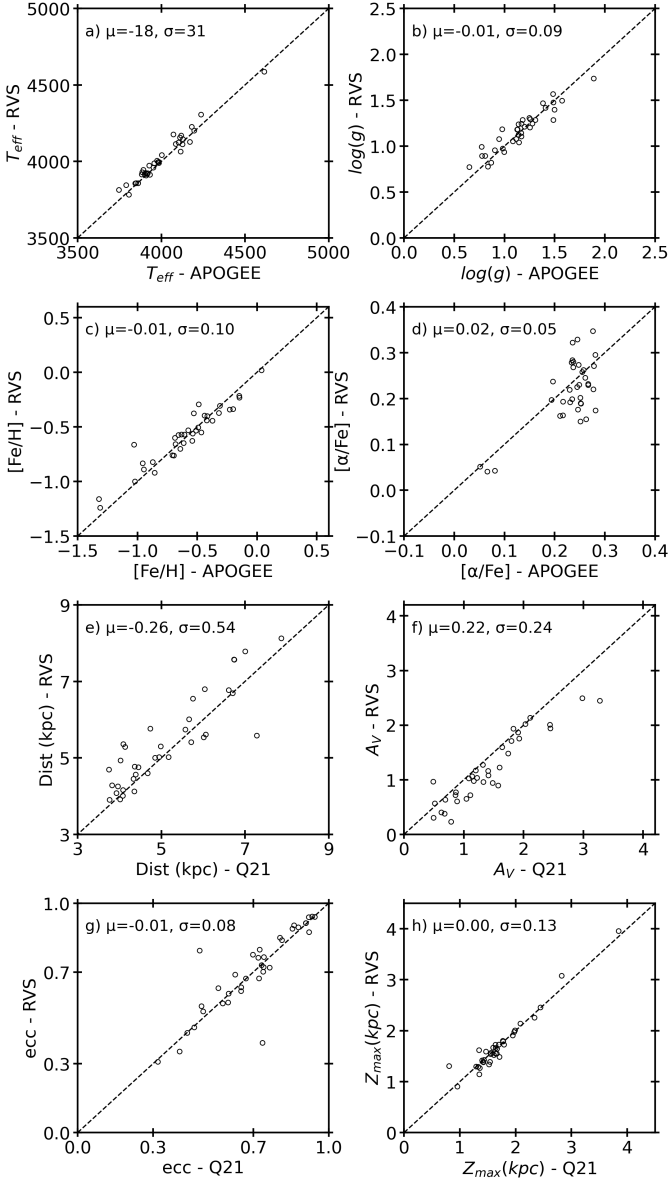 a) μ=-18, σ=31
5000
4500
4000
3500
3500 4000 4500 5000
T_eff - RVS
T_eff - APOGEE
b) μ=-0.01, σ=0.09
2.5
2.0
1.5
1.0
0.5
0.0
0.0 0.5 1.0 1.5 2.0 2.5
log(g) - RVS
log(g) - APOGEE
c) μ=-0.01, σ=0.10
0.5
0.0
−0.5
−1.0
−1.5
−1.5 −1.0 −0.5 0.0 0.5
[Fe/H] - RVS
[Fe/H] - APOGEE
d) μ=0.02, σ=0.05
0.4
0.3
0.2
0.1
0.0
−0.1
−0.1 0.0 0.1 0.2 0.3 0.4
[α/Fe] - RVS
[α/Fe] - APOGEE
e) μ=-0.26, σ=0.54
9
7
5
3
3 5 7 9
Dist (kpc) - RVS
Dist (kpc) - Q21
f) μ=0.22, σ=0.24
4
3
2
1
0
0 1 2 3 4
A_V - RVS
A_V - Q21
g) μ=-0.01, σ=0.08
1.0
0.7
0.3
0.0
0.0 0.3 0.7 1.0
ecc - RVS
ecc - Q21
h) μ=0.00, σ=0.13
4
3
2
1
0
0 1 2 3 4
Z_max(kpc) - RVS
Z_max(kpc) - Q21